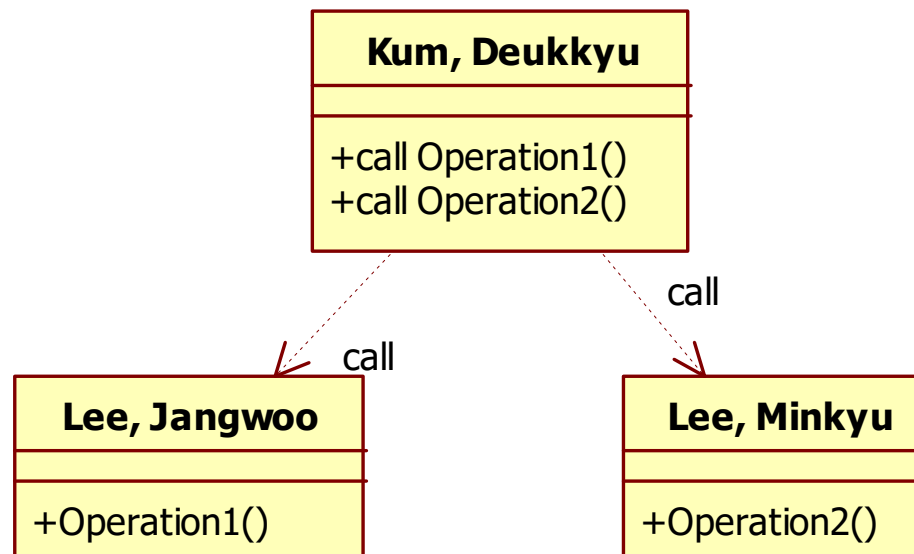 Kum, Deukkyu
+call Operation1()
+call Operation2()
call
call
Lee, Jangwoo
Lee, Minkyu
+Operation1()
+Operation2()